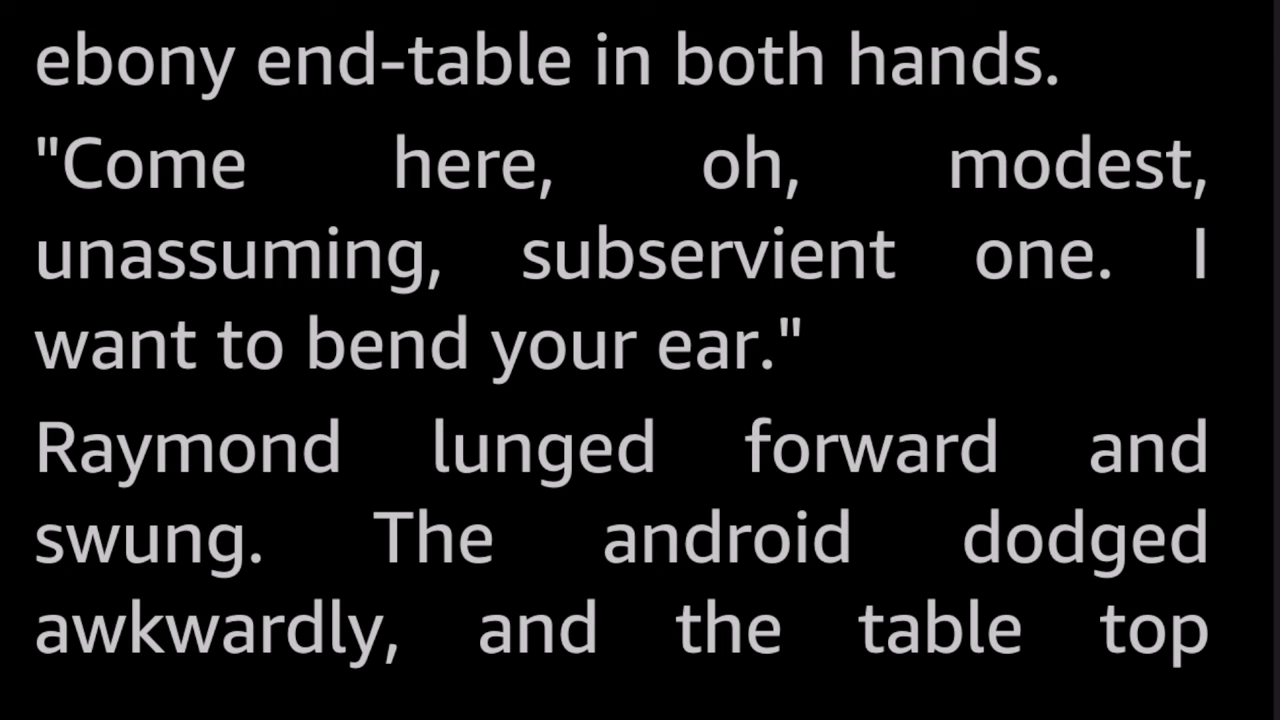 ebony end-table in both hands.
"Come here, oh, modest,
unassuming, subservient one. I
want to bend your ear."
Raymond lunged forward and
swung. The android dodged
awkwardly, and the table top